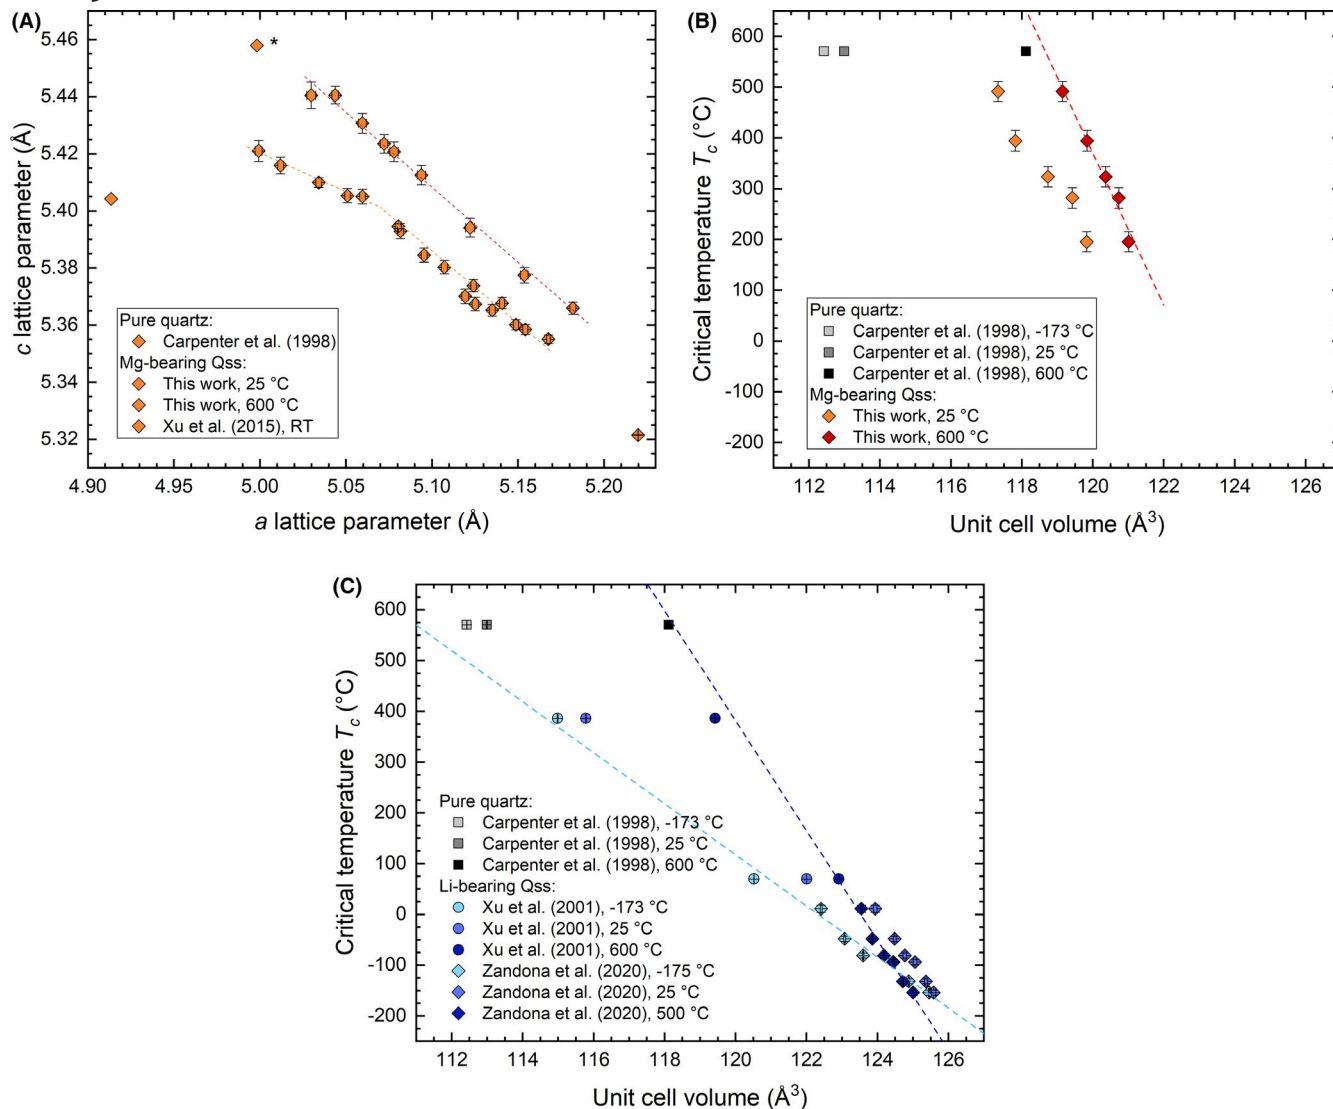 (A)
5.46
5.44
5.42
5.40
5.38
5.36
5.34
5.32
c lattice parameter (Å)
*
Pure quartz:
Carpenter et al. (1998)
Mg-bearing Qss:
This work, 25 °C
This work, 600 °C
Xu et al. (2015), RT
4.90 4.95 5.00 5.05 5.10 5.15 5.20
a lattice parameter (Å)
(B)
600
500
400
300
200
100
0
-100
-200
Critical temperature Tc (°C)
Pure quartz:
Carpenter et al. (1998), -173 °C
Carpenter et al. (1998), 25 °C
Carpenter et al. (1998), 600 °C
Mg-bearing Qss:
This work, 25 °C
This work, 600 °C
112 114 116 118 120 122 124 126
Unit cell volume (Å³)
(C)
600
500
400
300
200
100
0
-100
-200
Critical temperature Tc (°C)
Pure quartz:
Carpenter et al. (1998), -173 °C
Carpenter et al. (1998), 25 °C
Carpenter et al. (1998), 600 °C
Li-bearing Qss:
Xu et al. (2001), -173 °C
Xu et al. (2001), 25 °C
Xu et al. (2001), 600 °C
Zandona et al. (2020), -175 °C
Zandona et al. (2020), 25 °C
Zandona et al. (2020), 500 °C
112 114 116 118 120 122 124 126
Unit cell volume (Å³)